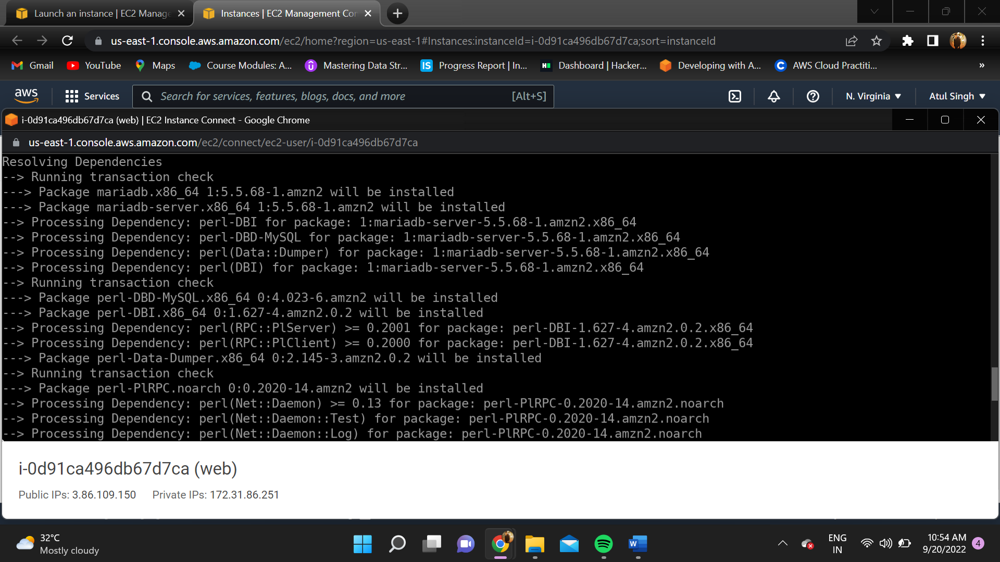 Launch an instance | EC2 Manage
Instances | EC2 Management Con
us-east-1.console.aws.amazon.com/ec2/home?region=us-east-1#Instances:instanceId=i-0d91ca496db67d7ca;sort=instanceId
Gmail YouTube Maps Course Modules: A... Mastering Data Str... IS Progress Report | In... H Dashboard | Hacker... Developing with A... C AWS Cloud Practiti... »
aws Services Search for services, features, blogs, docs, and more [Alt+S] N. Virginia Atul Singh
i-0d91ca496db67d7ca (web) | EC2 Instance Connect - Google Chrome
us-east-1.console.aws.amazon.com/ec2/connect/ec2-user/i-0d91ca496db67d7ca
Resolving Dependencies
--> Running transaction check
---> Package mariadb.x86_64 1:5.5.68-1.amzn2 will be installed
---> Package mariadb-server.x86_64 1:5.5.68-1.amzn2 will be installed
--> Processing Dependency: perl-DBI for package: 1:mariadb-server-5.5.68-1.amzn2.x86_64
--> Processing Dependency: perl-DBD-MySQL for package: 1:mariadb-server-5.5.68-1.amzn2.x86_64
--> Processing Dependency: perl(Data::Dumper) for package: 1:mariadb-server-5.5.68-1.amzn2.x86_64
--> Processing Dependency: perl(DBI) for package: 1:mariadb-server-5.5.68-1.amzn2.x86_64
--> Running transaction check
---> Package perl-DBD-MySQL.x86_64 0:4.023-6.amzn2 will be installed
---> Package perl-DBI.x86_64 0:1.627-4.amzn2.0.2 will be installed
--> Processing Dependency: perl(RPC::PlServer) >= 0.2001 for package: perl-DBI-1.627-4.amzn2.0.2.x86_64
--> Processing Dependency: perl(RPC::PlClient) >= 0.2000 for package: perl-DBI-1.627-4.amzn2.0.2.x86_64
---> Package perl-Data-Dumper.x86_64 0:2.145-3.amzn2.0.2 will be installed
--> Running transaction check
---> Package perl-PlRPC.noarch 0:0.2020-14.amzn2 will be installed
--> Processing Dependency: perl(Net::Daemon) >= 0.13 for package: perl-PlRPC-0.2020-14.amzn2.noarch
--> Processing Dependency: perl(Net::Daemon::Test) for package: perl-PlRPC-0.2020-14.amzn2.noarch
--> Processing Dependency: perl(Net::Daemon::Log) for package: perl-PlRPC-0.2020-14.amzn2.noarch
i-0d91ca496db67d7ca (web)
Public IPs: 3.86.109.150 Private IPs: 172.31.86.251
32°C
Mostly cloudy
W
ENG
IN
10:54 AM
9/20/2022
4